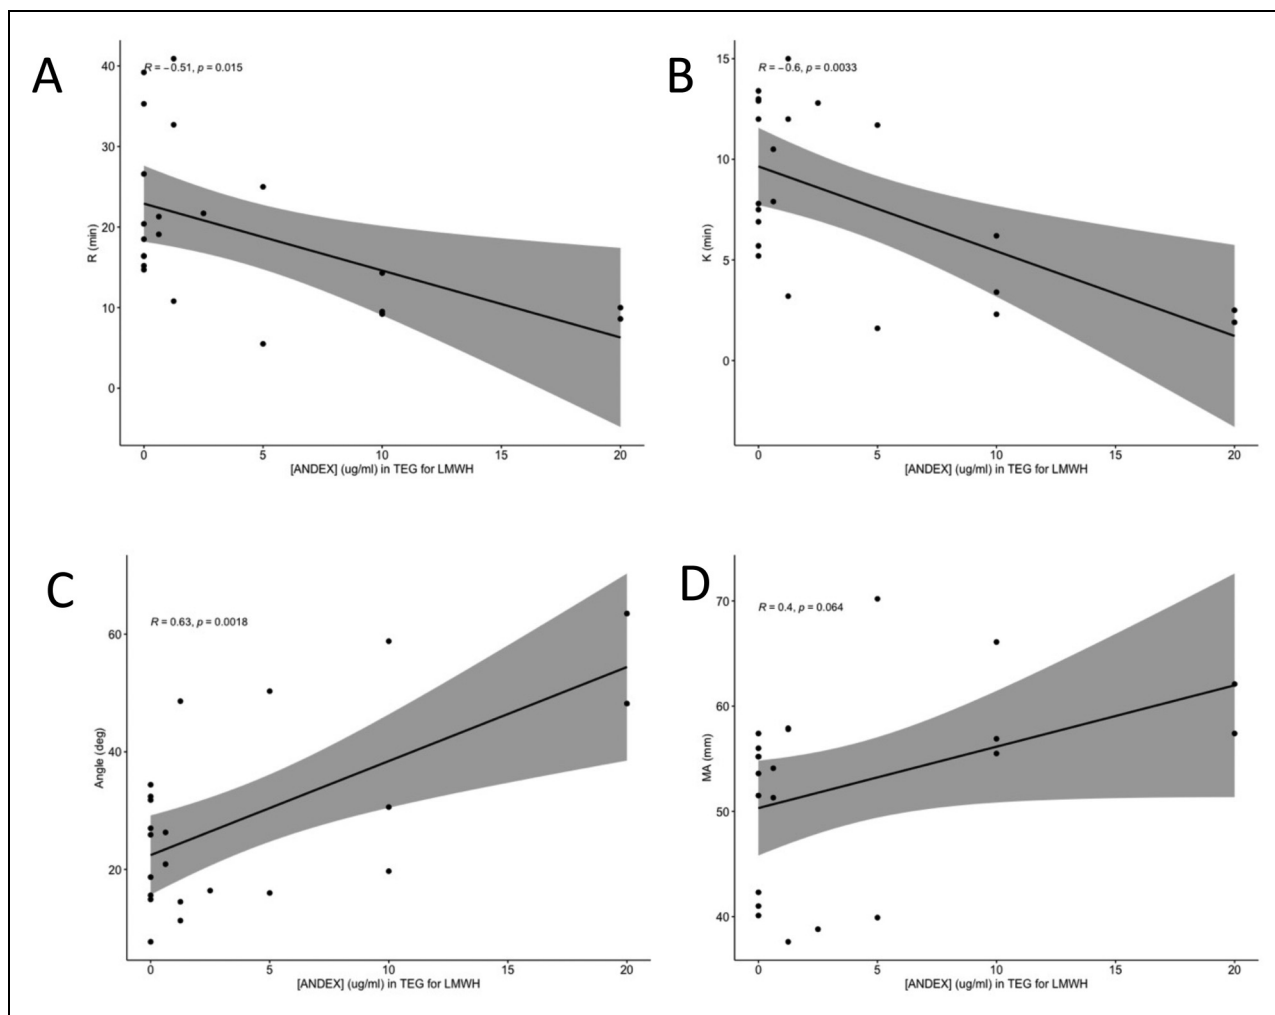 A
R = −0.51, p = 0.015
40
30
20
10
0
R (min)
0 5 10 15 20
[ANDEX] (ug/ml) in TEG for LMWH
B
R = −0.6, p = 0.0033
15
10
5
0
K (min)
0 5 10 15 20
[ANDEX] (ug/ml) in TEG for LMWH
C
R = 0.63, p = 0.0018
60
40
20
Angle (deg)
0 5 10 15 20
[ANDEX] (ug/ml) in TEG for LMWH
D
R = 0.4, p = 0.064
70
60
50
40
MA (mm)
0 5 10 15 20
[ANDEX] (ug/ml) in TEG for LMWH